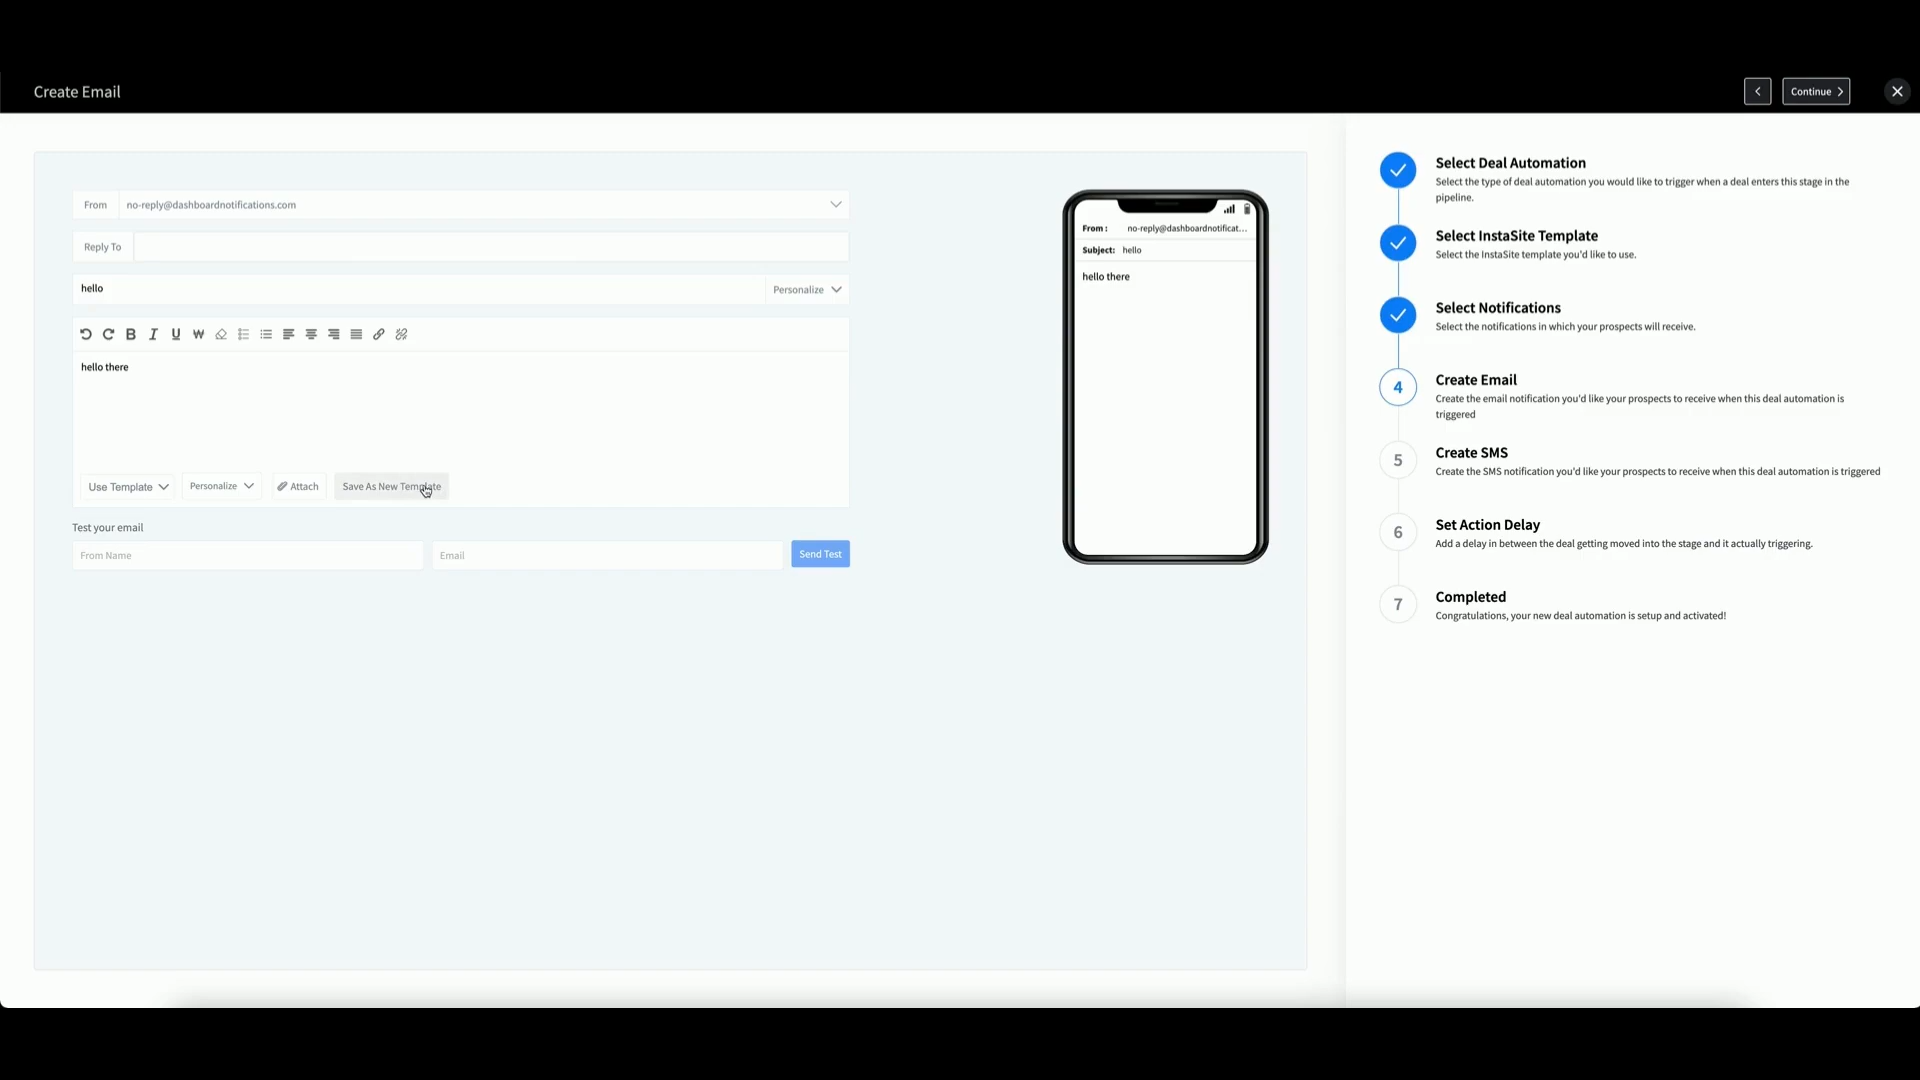 Create Email
Continue
From
no-reply@dashboardnotifications.com
Reply To
hello
Personalize
hello there
Use Template
Personalize
Attach
Save As New Template
Test your email
From Name
Email
Send Test
From :
no-reply@dashboardnotificat...
Subject:
hello
hello there
Select Deal Automation
Select the type of deal automation you would like to trigger when a deal enters this stage in the
pipeline.
Select InstaSite Template
Select the InstaSite template you'd like to use.
Select Notifications
Select the notifications in which your prospects will receive.
4
Create Email
Create the email notification you'd like your prospects to receive when this deal automation is
triggered
5
Create SMS
Create the SMS notification you'd like your prospects to receive when this deal automation is triggered
6
Set Action Delay
Add a delay in between the deal getting moved into the stage and it actually triggering.
7
Completed
Congratulations, your new deal automation is setup and activated!